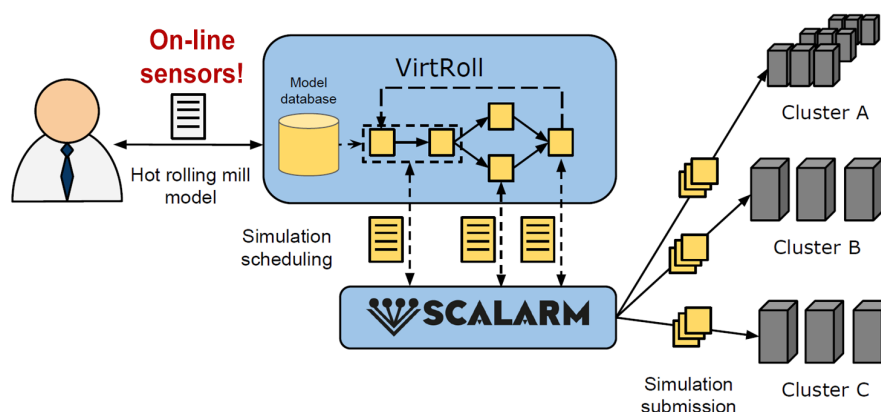 On-line
sensors!
Hot rolling mill
model
VirtRoll
Model
database
Simulation
scheduling
SCALARM
Cluster A
Cluster B
Cluster C
Simulation
submission